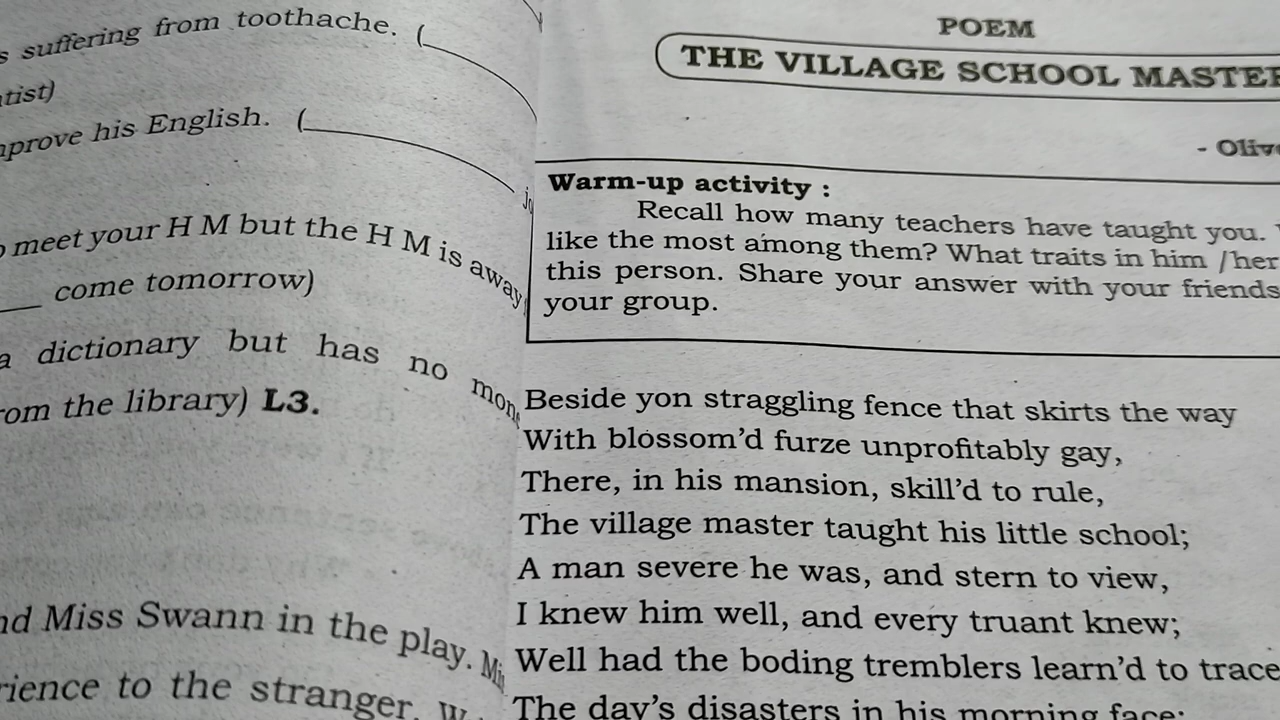 s suffering from toothache. (
tist)
mprove his English. (
o meet your H M but the H M is away
come tomorrow)
a dictionary but has no
rom the library) L3.
nd Miss Swann in the play.
rience to the stranger.
POEM
THE VILLAGE SCHOOL MASTER
- Olive
Warm-up activity :
Recall how many teachers have taught you.
like the most among them? What traits in him /her
this person. Share your answer with your friends
your group.
Beside yon straggling fence that skirts the way
With blossom’d furze unprofitably gay,
There, in his mansion, skill’d to rule,
The village master taught his little school;
A man severe he was, and stern to view,
I knew him well, and every truant knew;
Well had the boding tremblers learn’d to trace
The day’s disasters in his morning face;